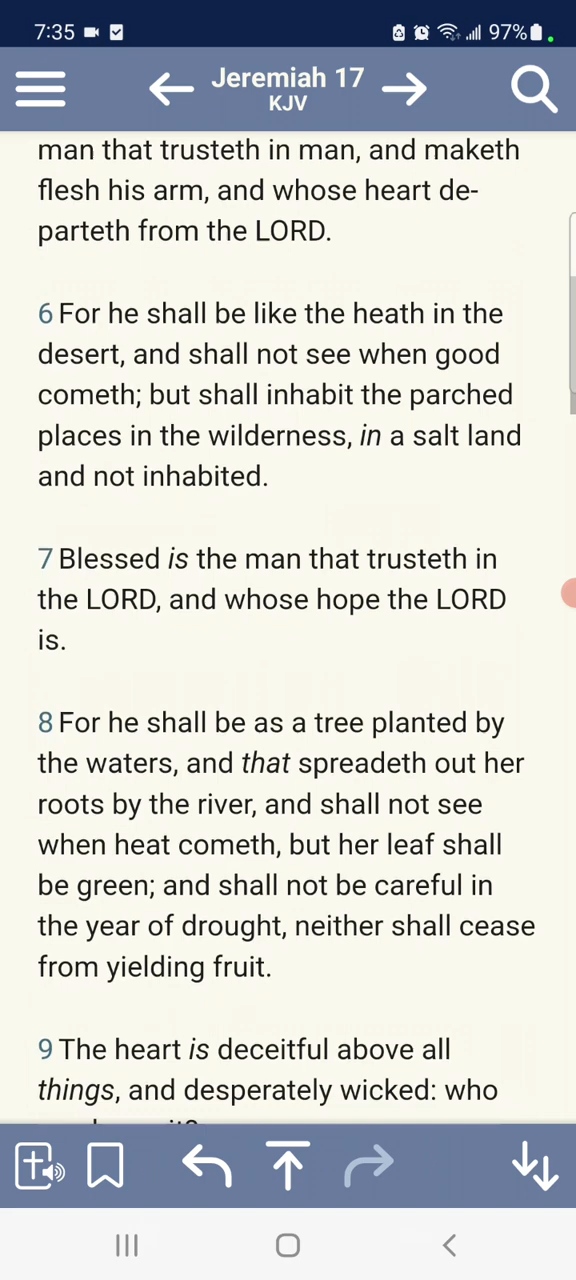 7:35 97%
Jeremiah 17
KJV
man that trusteth in man, and maketh
flesh his arm, and whose heart de-
parteth from the LORD.
6 For he shall be like the heath in the
desert, and shall not see when good
cometh; but shall inhabit the parched
places in the wilderness, in a salt land
and not inhabited.
7 Blessed is the man that trusteth in
the LORD, and whose hope the LORD
is.
8 For he shall be as a tree planted by
the waters, and that spreadeth out her
roots by the river, and shall not see
when heat cometh, but her leaf shall
be green; and shall not be careful in
the year of drought, neither shall cease
from yielding fruit.
9 The heart is deceitful above all
things, and desperately wicked: who